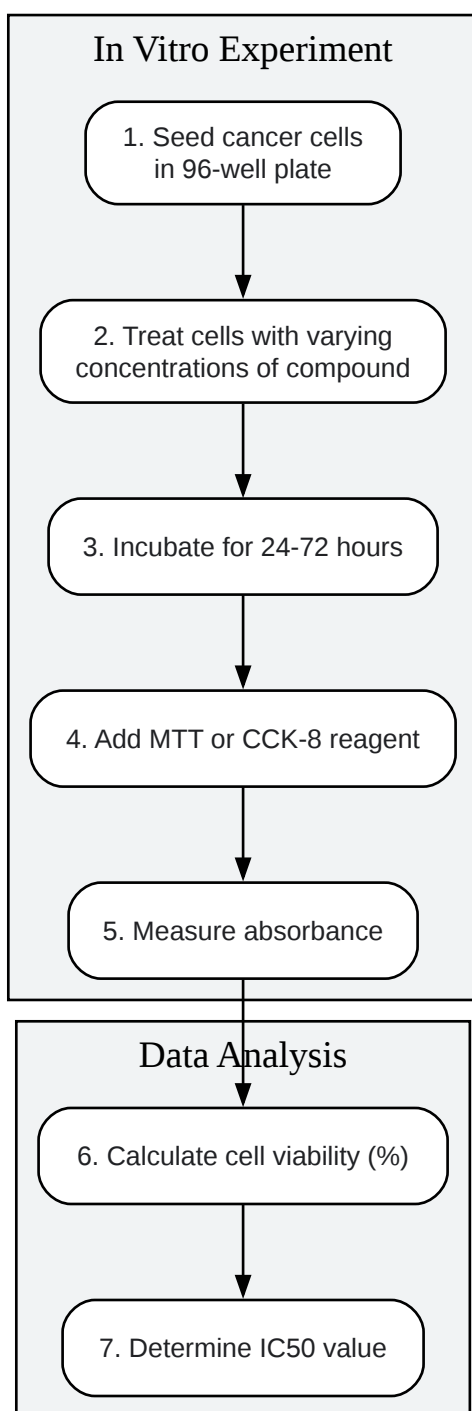 In Vitro Experiment
1. Seed cancer cells
in 96-well plate
2. Treat cells with varying
concentrations of compound
3. Incubate for 24-72 hours
4. Add MTT or CCK-8 reagent
5. Measure absorbance
Data Analysis
6. Calculate cell viability (%)
7. Determine IC50 value